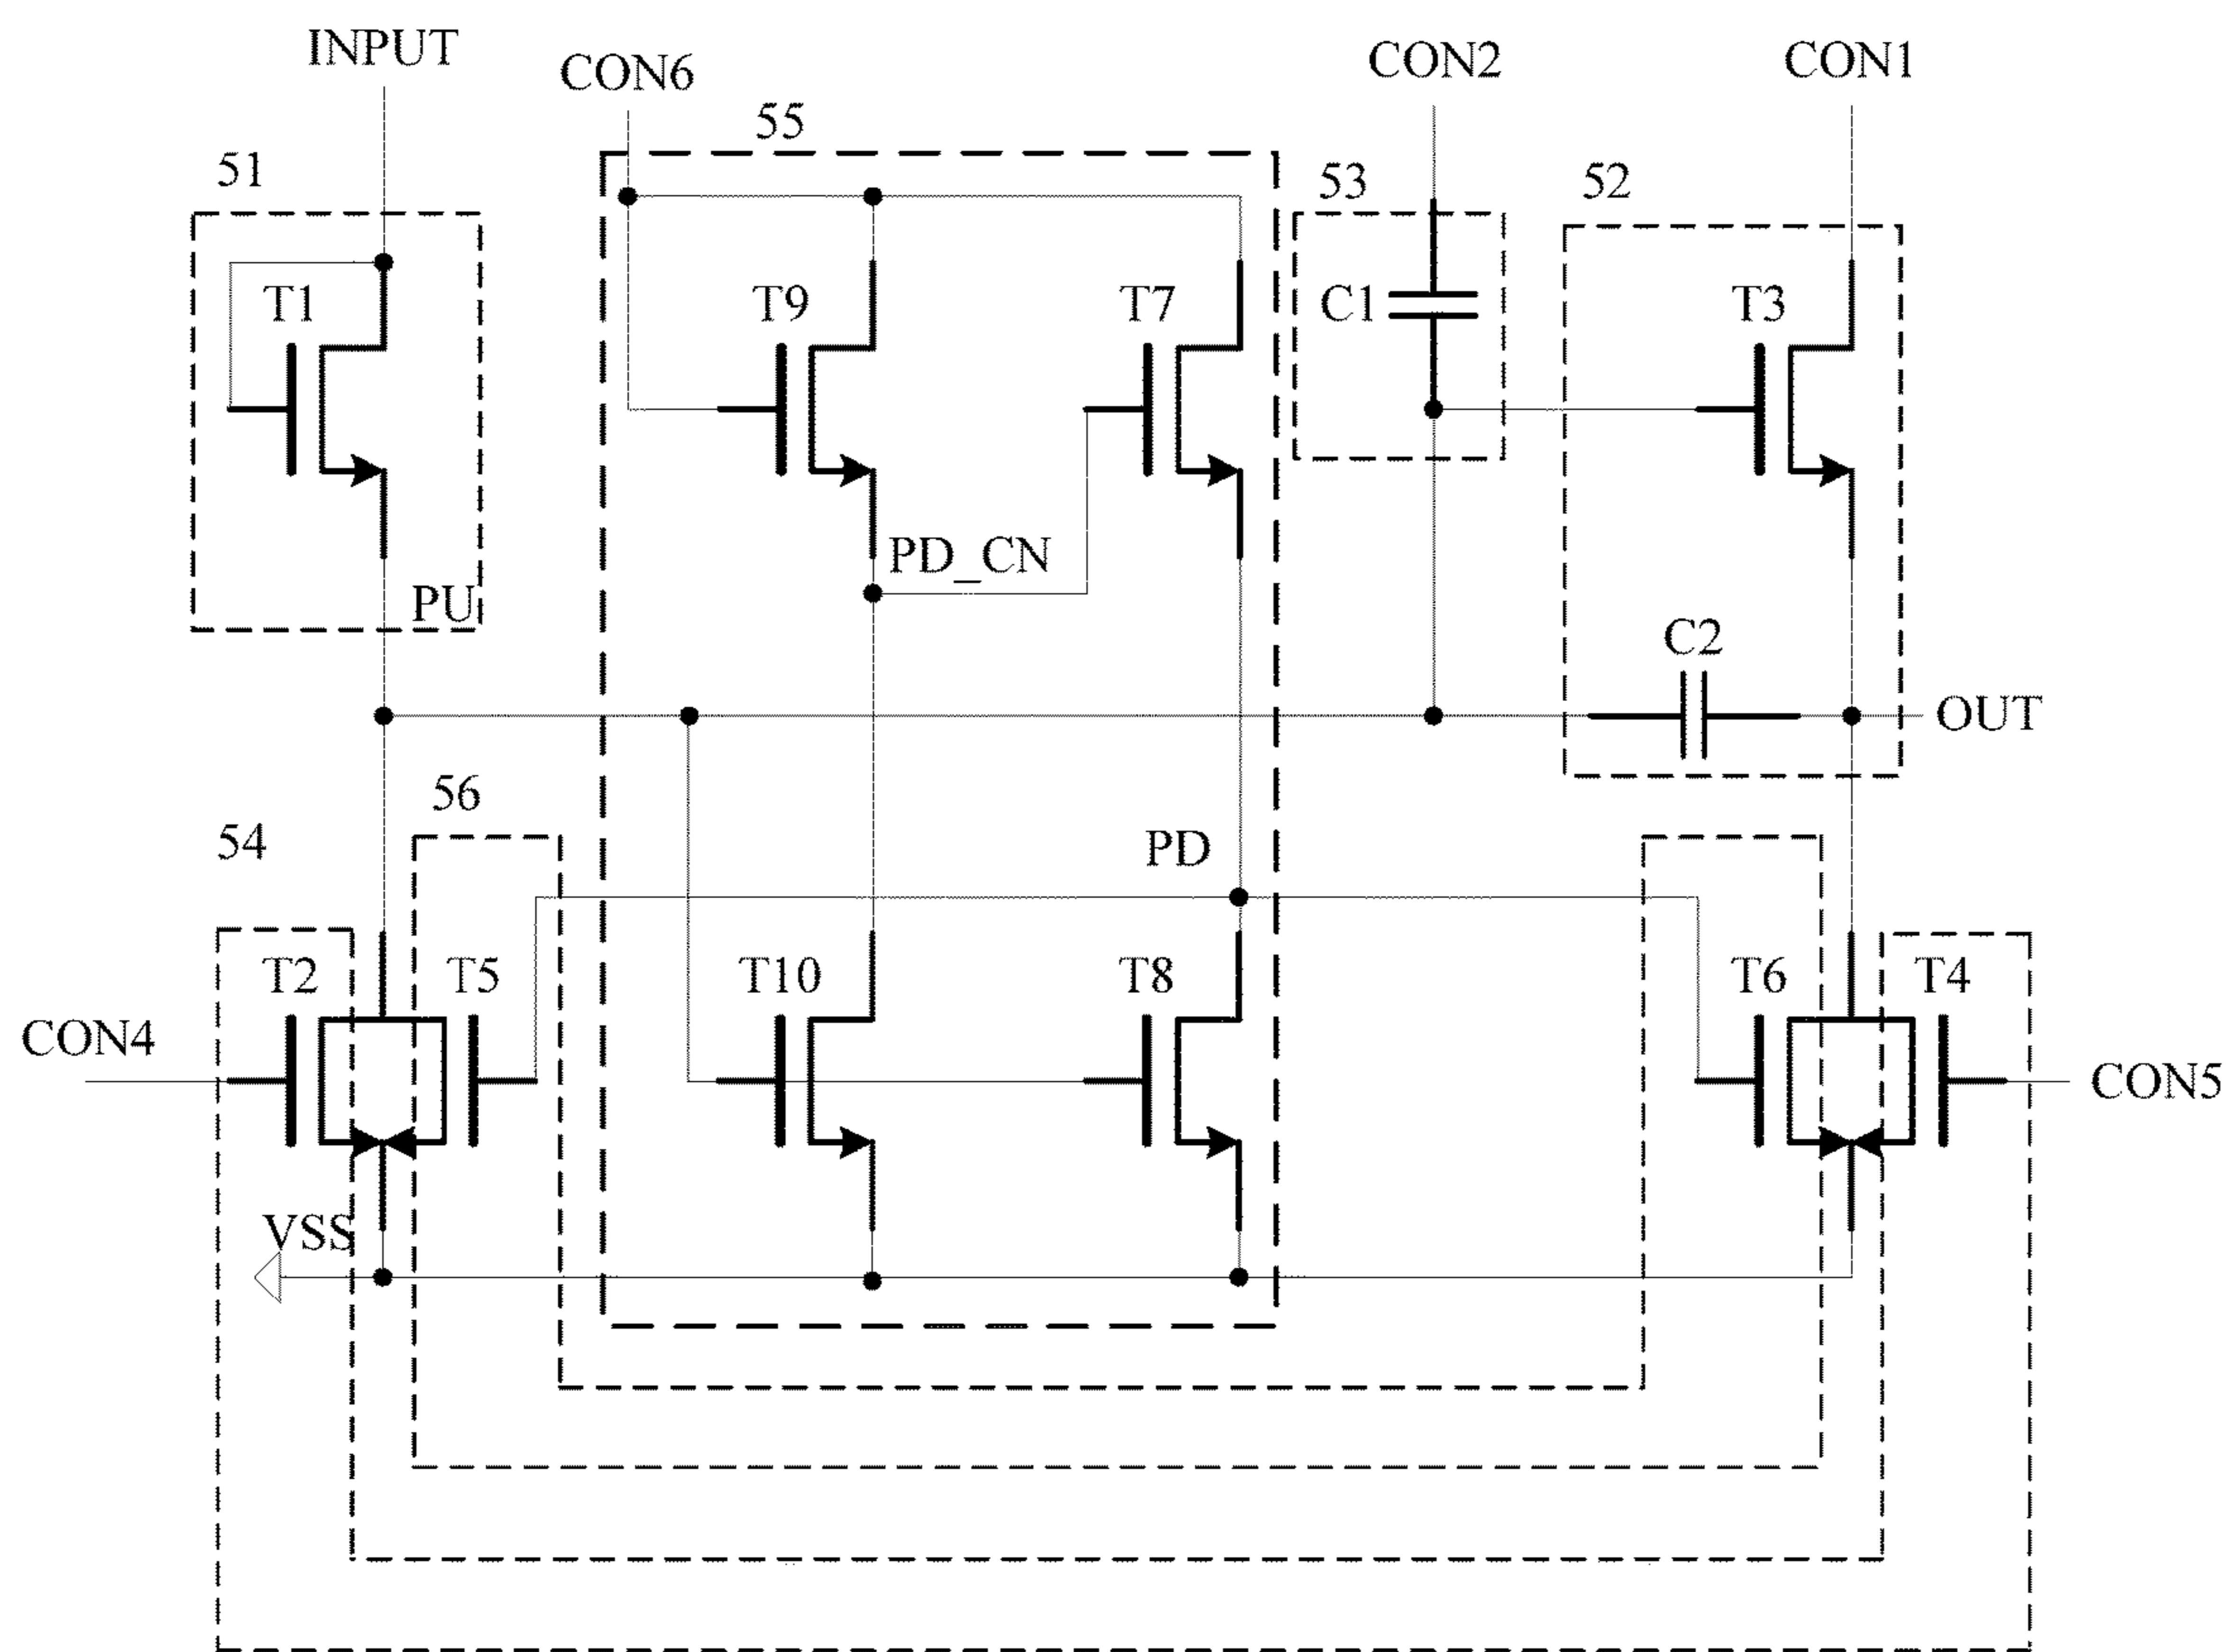 INPUT
CON6
CON2
CON1
55
51
53
52
T1
T9
T7
C1
T3
PD_CN
PU
C2
OUT
56
54
PD
T2
T5
T10
T8
T6
T4
CON4
CON5
VSS